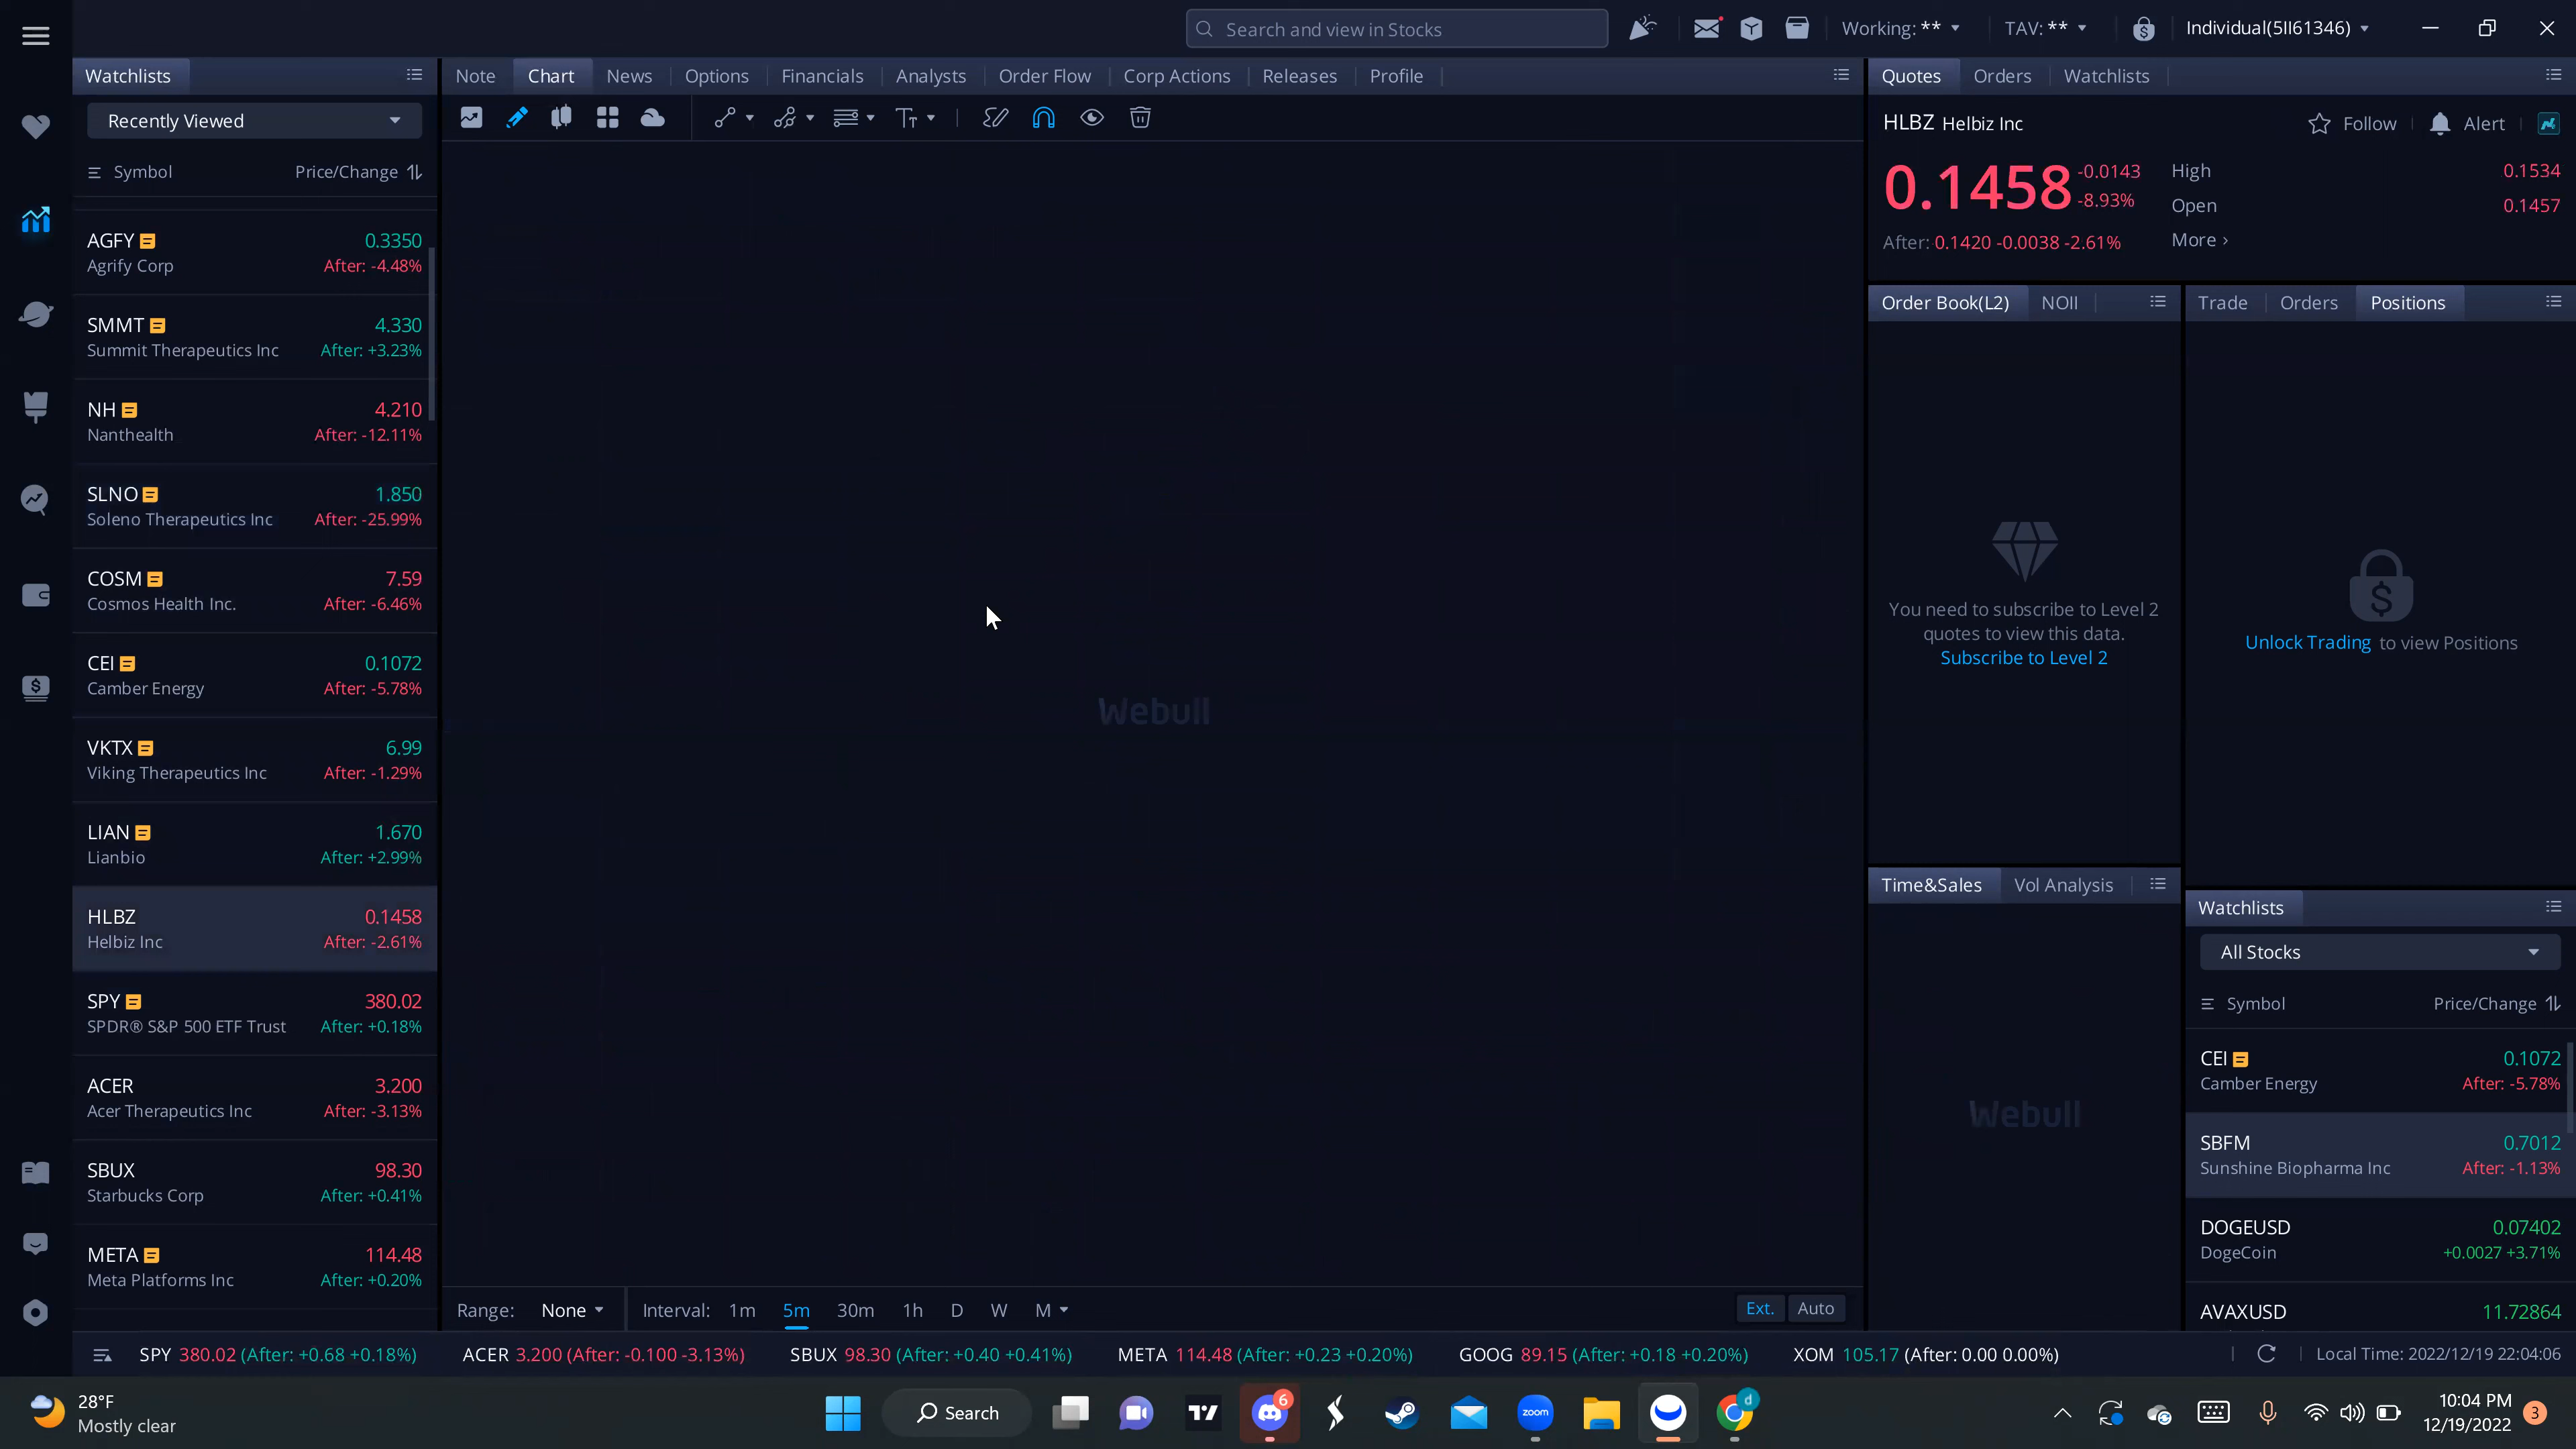 Search and view in Stocks
Working: **
TAV: **
Individual(5II61346)
Watchlists
Note
Chart
News
Options
Financials
Analysts
Order Flow
Corp Actions
Releases
Profile
Quotes
Orders
Watchlists
Recently Viewed
Symbol
Price/Change
AGFY 0.3350
Agrify Corp After: -4.48%
SMMT 4.330
Summit Therapeutics Inc After: +3.23%
NH 4.210
Nanthealth After: -12.11%
SLNO 1.850
Soleno Therapeutics Inc After: -25.99%
COSM 7.59
Cosmos Health Inc. After: -6.46%
CEI 0.1072
Camber Energy After: -5.78%
VKTX 6.99
Viking Therapeutics Inc After: -1.29%
LIAN 1.670
Lianbio After: +2.99%
HLBZ 0.1458
Helbiz Inc After: -2.61%
SPY 380.02
SPDR® S&P 500 ETF Trust After: +0.18%
ACER 3.200
Acer Therapeutics Inc After: -3.13%
SBUX 98.30
Starbucks Corp After: +0.41%
META 114.48
Meta Platforms Inc After: +0.20%
Webull
Range: None
Interval: 1m 5m 30m 1h D W M
Ext. Auto
HLBZ Helbiz Inc
Follow
Alert
0.1458
-0.0143
-8.93%
After: 0.1420 -0.0038 -2.61%
High 0.1534
Open 0.1457
More ›
Order Book(L2)
NOII
You need to subscribe to Level 2
quotes to view this data.
Subscribe to Level 2
Trade
Orders
Positions
Unlock Trading to view Positions
Time&Sales
Vol Analysis
Webull
Watchlists
All Stocks
Symbol
Price/Change
CEI 0.1072
Camber Energy After: -5.78%
SBFM 0.7012
Sunshine Biopharma Inc After: -1.13%
DOGEUSD 0.07402
DogeCoin +0.0027 +3.71%
AVAXUSD 11.72864
SPY 380.02 (After: +0.68 +0.18%)
ACER 3.200 (After: -0.100 -3.13%)
SBUX 98.30 (After: +0.40 +0.41%)
META 114.48 (After: +0.23 +0.20%)
GOOG 89.15 (After: +0.18 +0.20%)
XOM 105.17 (After: 0.00 0.00%)
Local Time: 2022/12/19 22:04:06
28°F
Mostly clear
Search
6
zoom
d
10:04 PM
12/19/2022
3